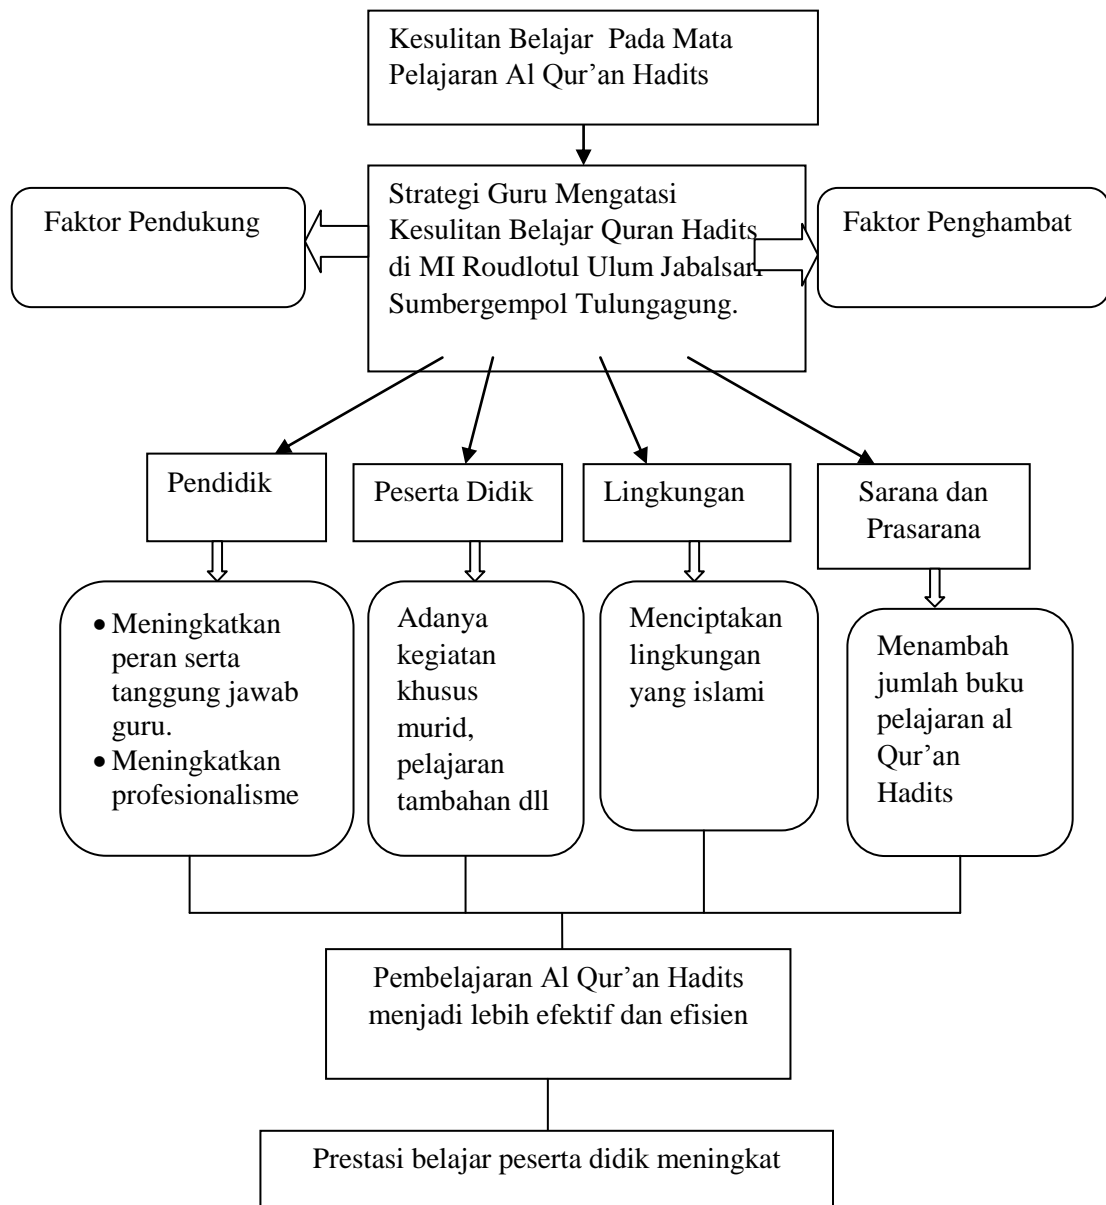 Kesulitan Belajar Pada Mata
Pelajaran Al Qur’an Hadits
Strategi Guru Mengatasi
Kesulitan Belajar Quran Hadits
di MI Roudlotul Ulum Jabalsari
Sumbergempol Tulungagung.
Faktor Pendukung
Faktor Penghambat
Pendidik
Peserta Didik
Lingkungan
Sarana dan
Prasarana
• Meningkatkan
peran serta
tanggung jawab
guru.
• Meningkatkan
profesionalisme
Adanya
kegiatan
khusus
murid,
pelajaran
tambahan dll
Menciptakan
lingkungan
yang islami
Menambah
jumlah buku
pelajaran al
Qur’an
Hadits
Pembelajaran Al Qur’an Hadits
menjadi lebih efektif dan efisien
Prestasi belajar peserta didik meningkat